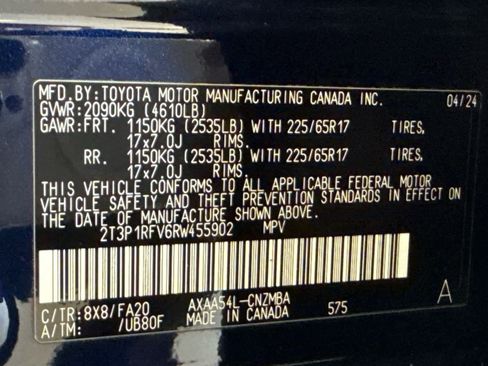 MFD.BY:TOYOTA MOTOR MANUFACTURING CANADA INC. 04/24
GVWR:2090KG (4610LB)
GAWR:FRT. 1150KG (2535LB) WITH 225/65R17 TIRES,
17x7.0J RIMS.
RR. 1150KG (2535LB) WITH 225/65R17 TIRES,
17x7.0J RIMS.
THIS VEHICLE CONFORMS TO ALL APPLICABLE FEDERAL MOTOR
VEHICLE SAFETY AND THEFT PREVENTION STANDARDS IN EFFECT ON
THE DATE OF MANUFACTURE SHOWN ABOVE.
2T3P1RFV6RW455902 MPV
C/TR:8X8/FA20 AXAA54L-CNZMBA A
A/TM: /UB80F MADE IN CANADA 575